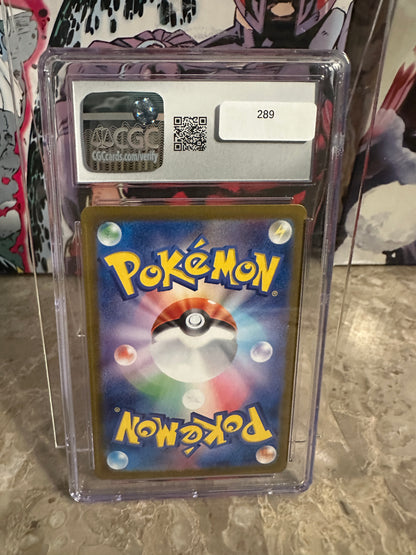 CGC
CGCcards.com/verify
289
POKéMON
POKéMON